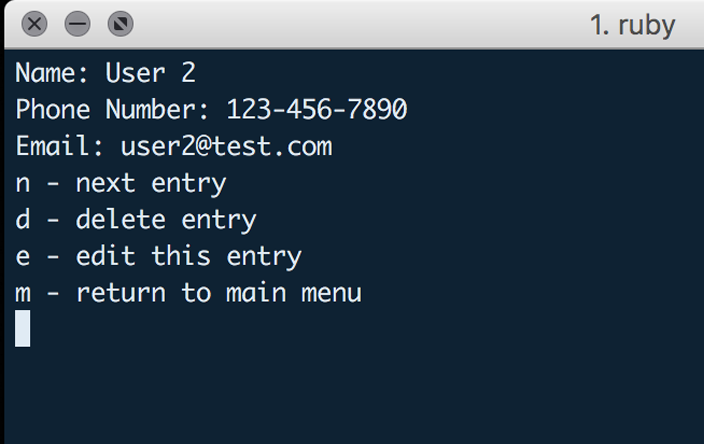 1. ruby
Name: User 2
Phone Number: 123-456-7890
Email: user2@test.com
n - next entry
d - delete entry
e - edit this entry
m - return to main menu